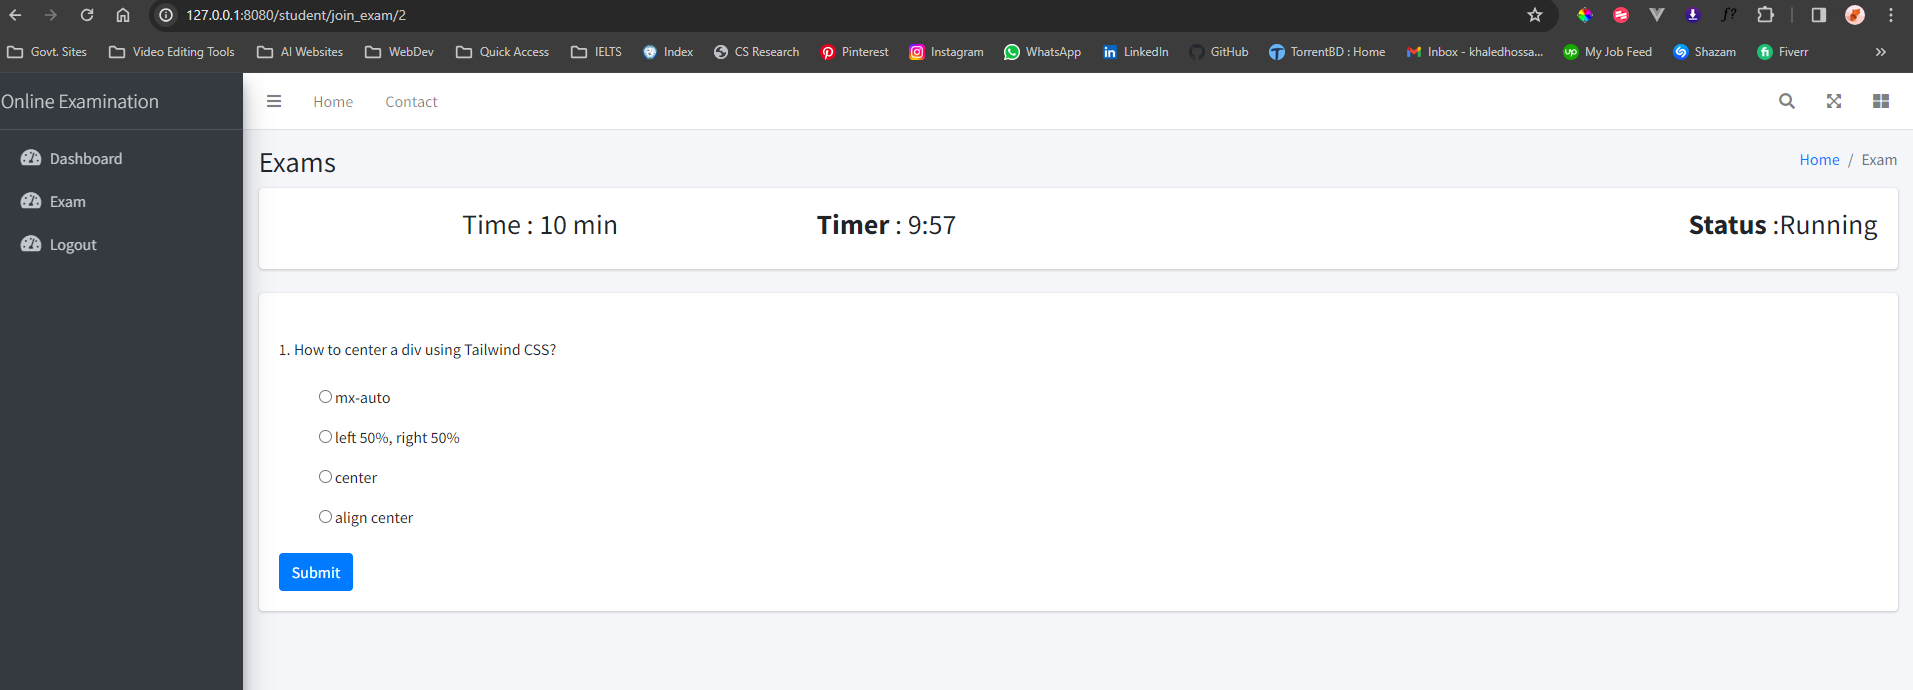 127.0.0.1:8080/student/join_exam/2
f?
Govt. Sites Video Editing Tools AI Websites WebDev Quick Access IELTS Index CS Research Pinterest Instagram WhatsApp LinkedIn GitHub TorrentBD : Home Inbox - khaledhossa... My Job Feed Shazam Fiverr
Online Examination
Home Contact
Dashboard
Exam
Logout
Exams
Home / Exam
Time : 10 min Timer : 9:57 Status :Running
1. How to center a div using Tailwind CSS?
mx-auto
left 50%, right 50%
center
align center
Submit